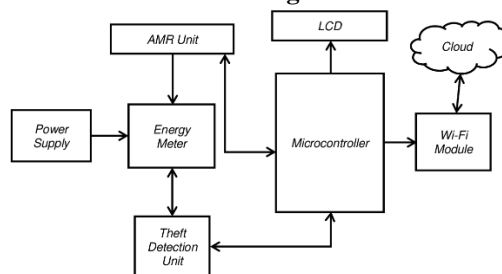 AMR Unit
LCD
Cloud
Power
Supply
Energy
Meter
Microcontroller
Wi-Fi
Module
Theft
Detection
Unit